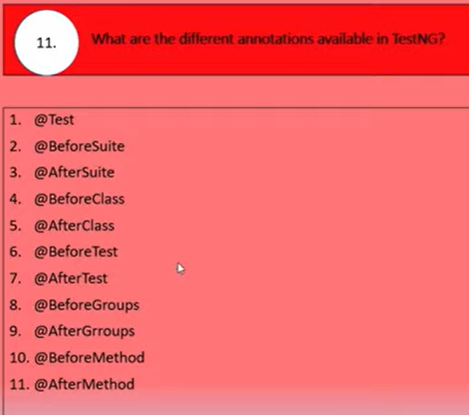 11.
What are the different annotations available in TestNG?
1. @Test
2. @BeforeSuite
3. @AfterSuite
4. @BeforeClass
5. @AfterClass
6. @BeforeTest
7. @AfterTest
8. @BeforeGroups
9. @AfterGrroups
10. @BeforeMethod
11. @AfterMethod